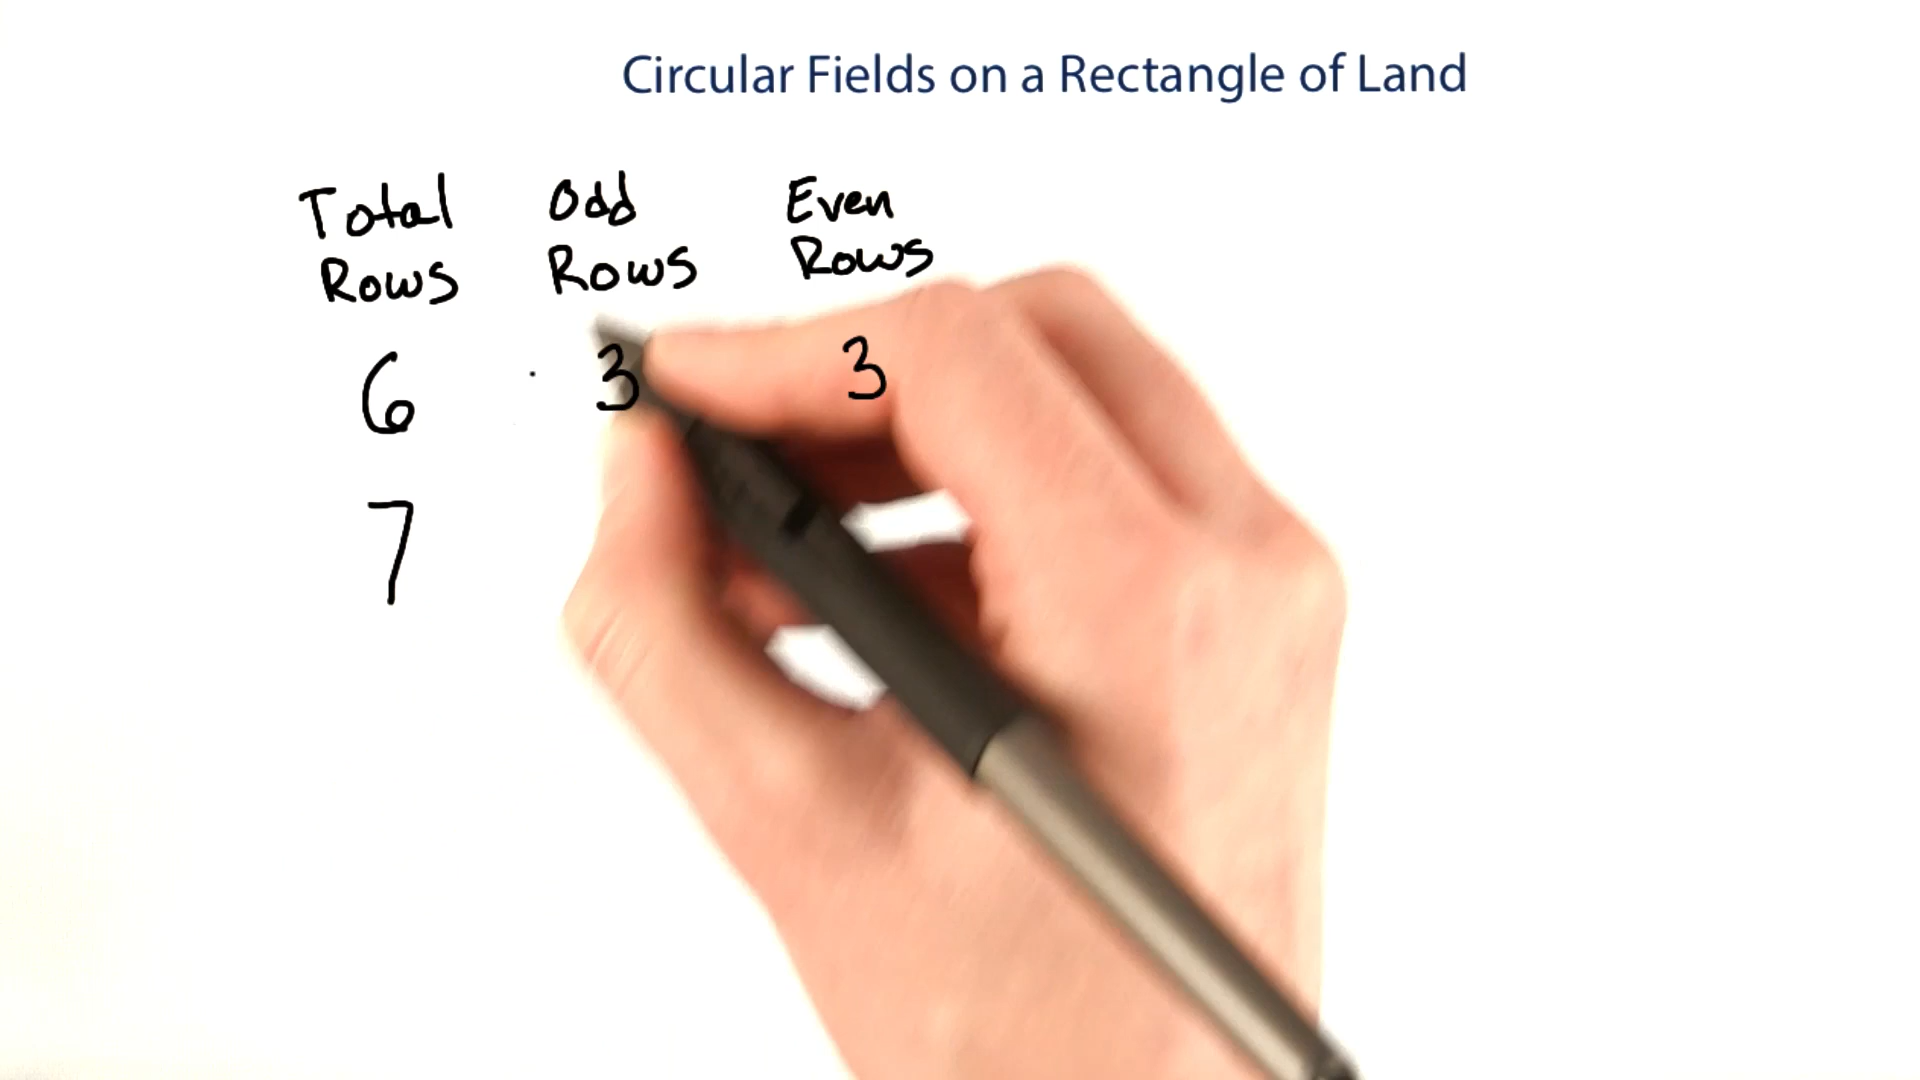 Circular Fields on a Rectangle of Land
Total Odd Even
Rows Rows Rows
6 3 3
7